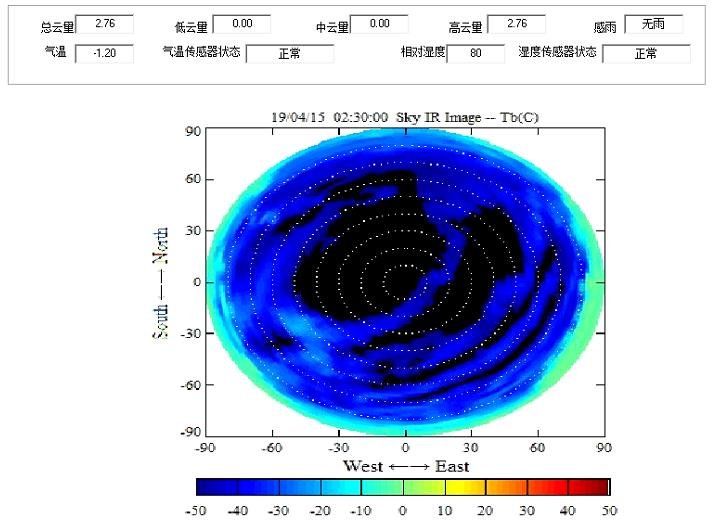 总云量 2.76 低云量 0.00 中云量 0.00 高云量 2.76 感雨 无雨
气温 -1.20 气温传感器状态 正常 相对湿度 80 湿度传感器状态 正常
19/04/15 02:30:00 Sky IR Image -- Tb(C)
90
60
30
0
-30
-60
-90
South ←─→ North
-90 -60 -30 0 30 60 90
West ←─→ East
-50 -40 -30 -20 -10 0 10 20 30 40 50